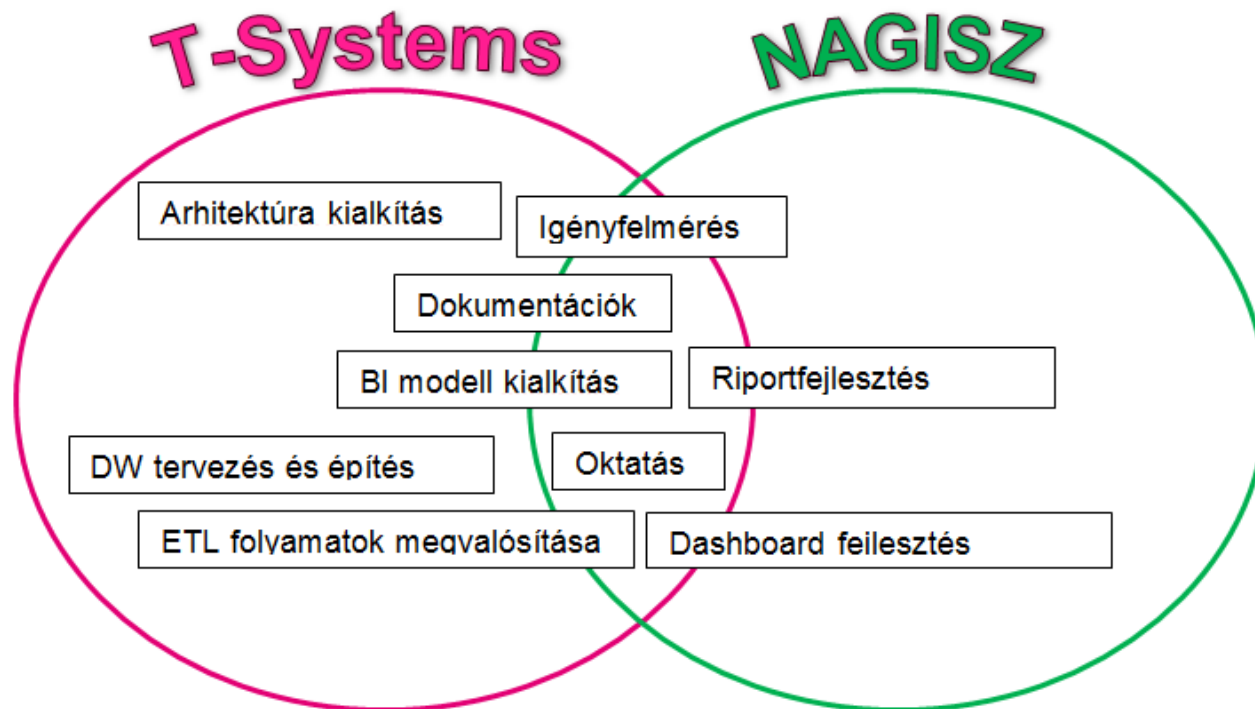 T-Systems
NAGISZ
Arhitektúra kialkítás
Igényfelmérés
Dokumentációk
BI modell kialkítás
Riportfejlesztés
DW tervezés és építés
Oktatás
ETL folyamatok megvalósítása
Dashboard fejlesztés